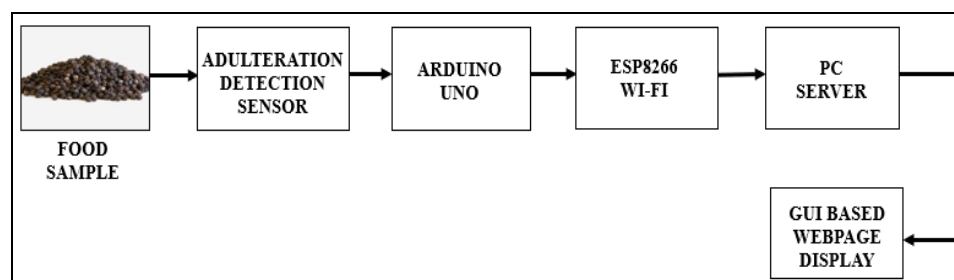 FOOD
SAMPLE
ADULTERATION
DETECTION
SENSOR
ARDUINO
UNO
ESP8266
WI-FI
PC
SERVER
GUI BASED
WEBPAGE
DISPLAY